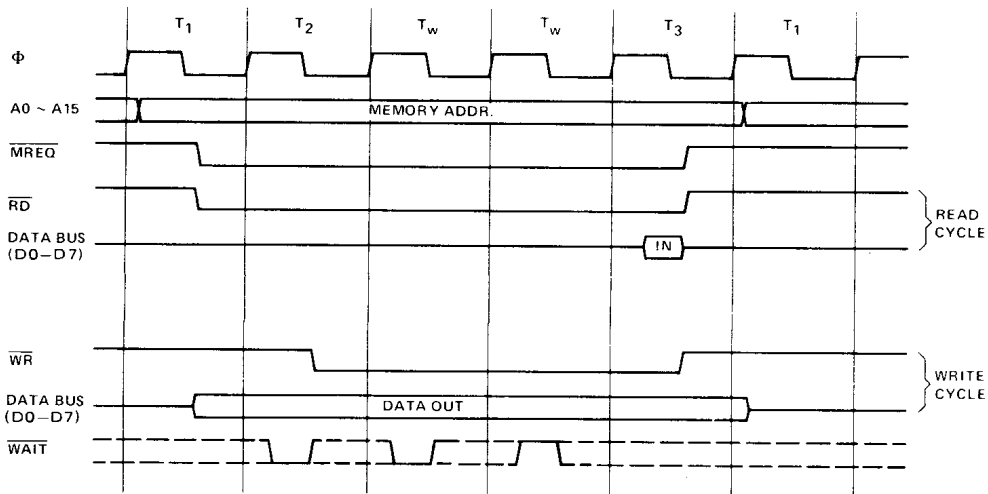 T1 T2 Tw Tw T3 T1
Φ
A0 ~ A15 MEMORY ADDR.
MREQ
RD
DATA BUS
(D0–D7)
IN
READ
CYCLE
WR
DATA BUS
(D0–D7)
DATA OUT
WRITE
CYCLE
WAIT